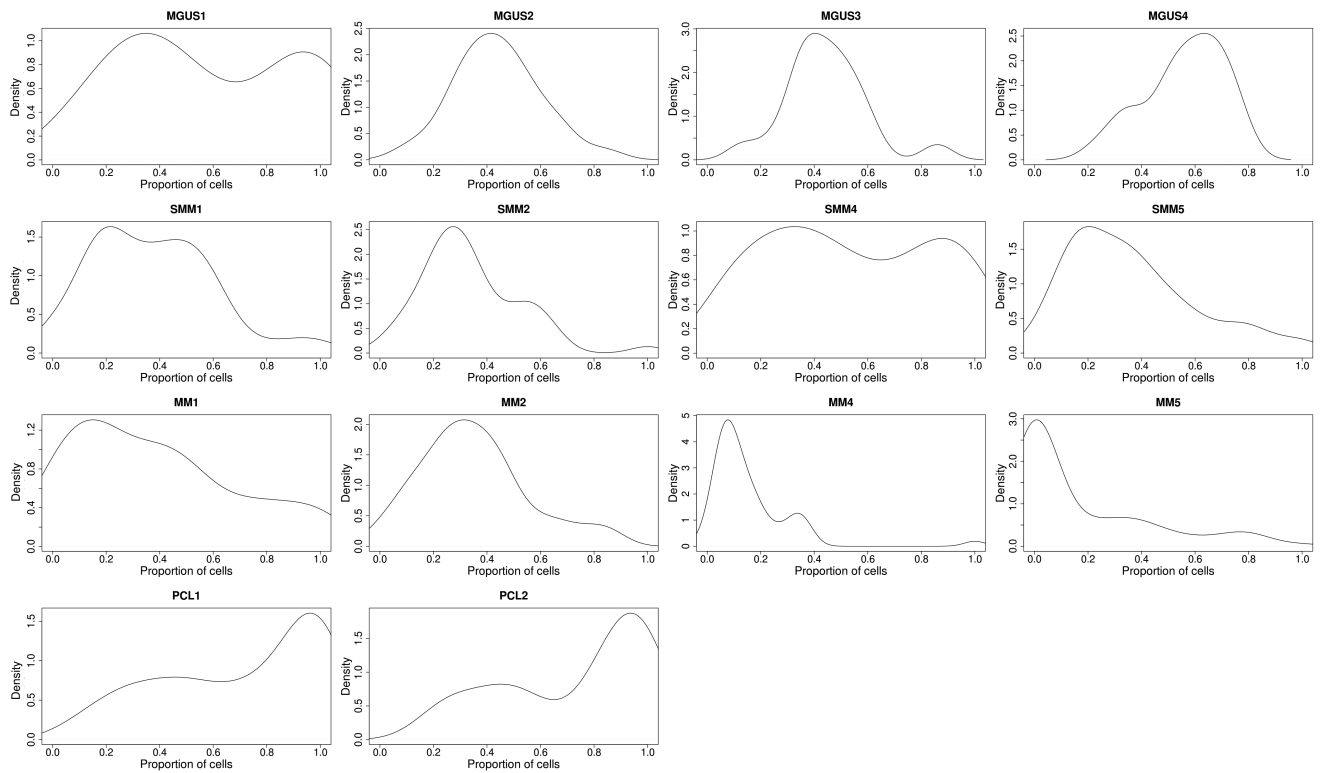 MGUS1
Density
0.0 0.2 0.4 0.6 0.8 1.0
0.0 0.2 0.4 0.6 0.8 1.0
Proportion of cells
MGUS2
Density
0.0 0.5 1.0 1.5 2.0 2.5
0.0 0.2 0.4 0.6 0.8 1.0
Proportion of cells
MGUS3
Density
0.0 1.0 2.0 3.0
0.0 0.2 0.4 0.6 0.8 1.0
Proportion of cells
MGUS4
Density
0.0 0.5 1.0 1.5 2.0 2.5
0.0 0.2 0.4 0.6 0.8 1.0
Proportion of cells
SMM1
Density
0.0 0.5 1.0 1.5
0.0 0.2 0.4 0.6 0.8 1.0
Proportion of cells
SMM2
Density
0.0 0.5 1.0 1.5 2.0 2.5
0.0 0.2 0.4 0.6 0.8 1.0
Proportion of cells
SMM4
Density
0.0 0.2 0.4 0.6 0.8 1.0
0.0 0.2 0.4 0.6 0.8 1.0
Proportion of cells
SMM5
Density
0.0 0.5 1.0 1.5
0.0 0.2 0.4 0.6 0.8 1.0
Proportion of cells
MM1
Density
0.0 0.4 0.8 1.2
0.0 0.2 0.4 0.6 0.8 1.0
Proportion of cells
MM2
Density
0.0 0.5 1.0 1.5 2.0
0.0 0.2 0.4 0.6 0.8 1.0
Proportion of cells
MM4
Density
0 1 2 3 4 5
0.0 0.2 0.4 0.6 0.8 1.0
Proportion of cells
MM5
Density
0.0 1.0 2.0 3.0
0.0 0.2 0.4 0.6 0.8 1.0
Proportion of cells
PCL1
Density
0.0 0.5 1.0 1.5
0.0 0.2 0.4 0.6 0.8 1.0
Proportion of cells
PCL2
Density
0.0 0.5 1.0 1.5
0.0 0.2 0.4 0.6 0.8 1.0
Proportion of cells